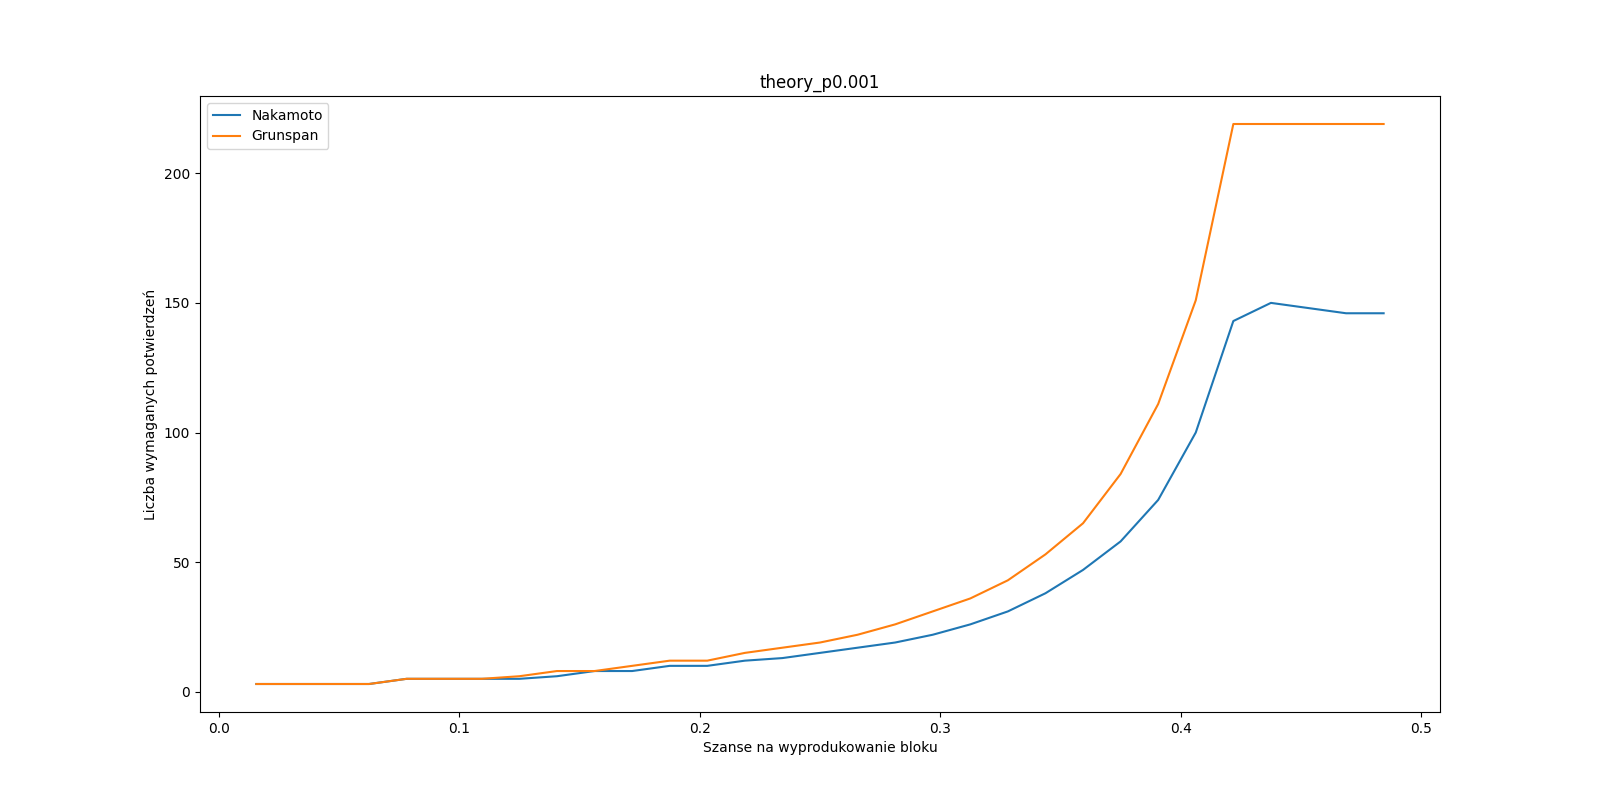 theory_p0.001
Nakamoto
Grunspan
Liczba wymaganych potwierdzeń
200
150
100
50
0
0.0 0.1 0.2 0.3 0.4 0.5
Szanse na wyprodukowanie bloku